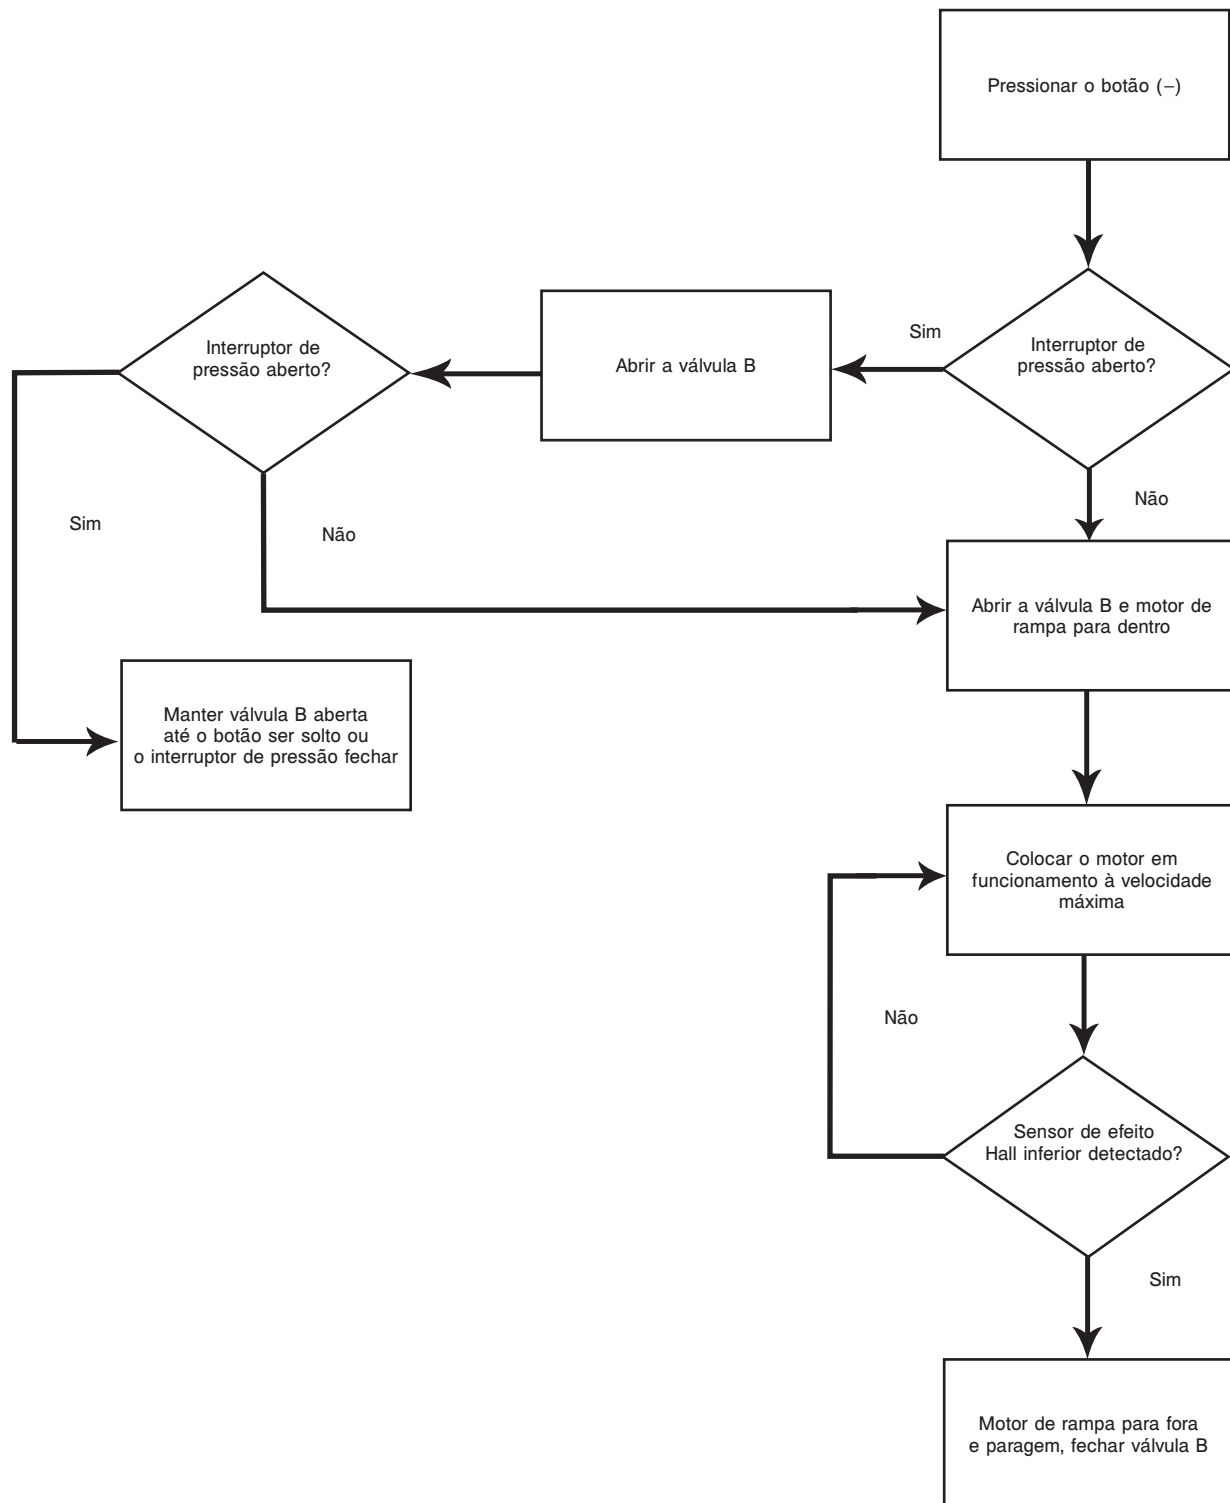 Pressionar o botão (–)
Sim
Interruptor de
pressão aberto?
Abrir a válvula B
Interruptor de
pressão aberto?
Não
Sim
Não
Abrir a válvula B e motor de
rampa para dentro
Manter válvula B aberta
até o botão ser solto ou
o interruptor de pressão fechar
Colocar o motor em
funcionamento à velocidade
máxima
Não
Sensor de efeito
Hall inferior detectado?
Sim
Motor de rampa para fora
e paragem, fechar válvula B